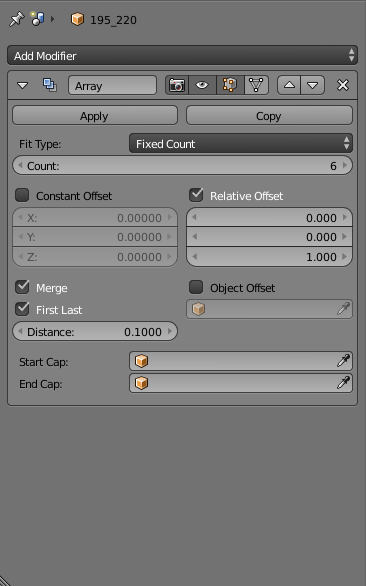 195_220
Add Modifier
Array
Apply Copy
Fit Type: Fixed Count
Count: 6
Constant Offset Relative Offset
X: 0.00000 0.000
Y: 0.00000 0.000
Z: 0.00000 1.000
Merge Object Offset
First Last
Distance: 0.1000
Start Cap:
End Cap: